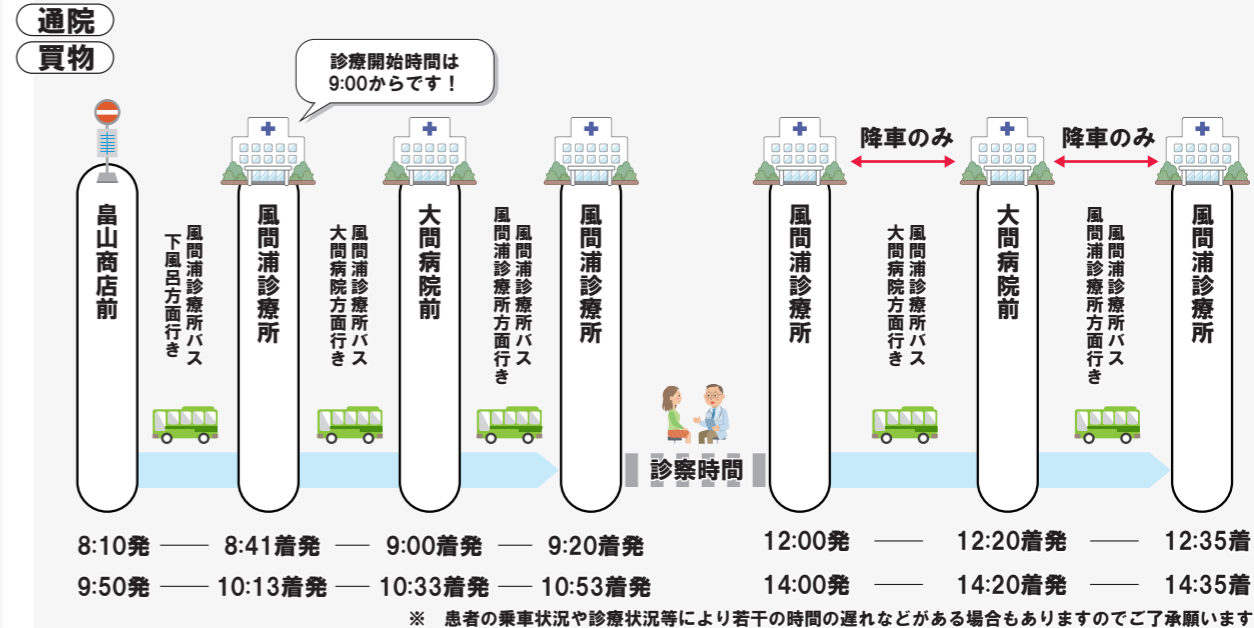 通院
買物
診療開始時間は
9:00からです！
畠山商店前
風間浦診療所バス
下風呂方面行き
風間浦診療所
風間浦診療所バス
大間病院方面行き
大間病院前
風間浦診療所バス
風間浦診療所方面行き
風間浦診療所
診察時間
風間浦診療所
降車のみ
風間浦診療所バス
大間病院方面行き
大間病院前
降車のみ
風間浦診療所バス
風間浦診療所方面行き
風間浦診療所
8:10発 ―― 8:41着発 ― 9:00着発 ― 9:20着発 12:00発 ―― 12:20着発 ―― 12:35着
9:50発 ― 10:13着発 ― 10:33着発 ― 10:53着発 14:00発 ―― 14:20着発 ―― 14:35着
※　患者の乗車状況や診療状況等により若干の時間の遅れなどがある場合もありますのでご了承願います